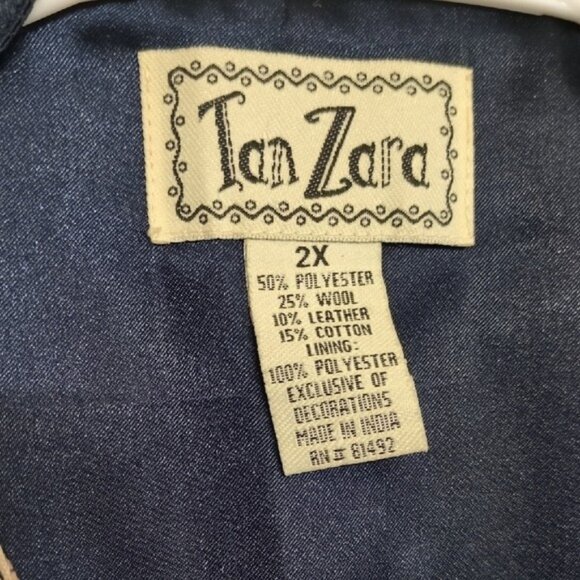 Tan Zara
2X
50% POLYESTER
25% WOOL
10% LEATHER
15% COTTON
LINING:
100% POLYESTER
EXCLUSIVE OF
DECORATIONS
MADE IN INDIA
RN# 81492